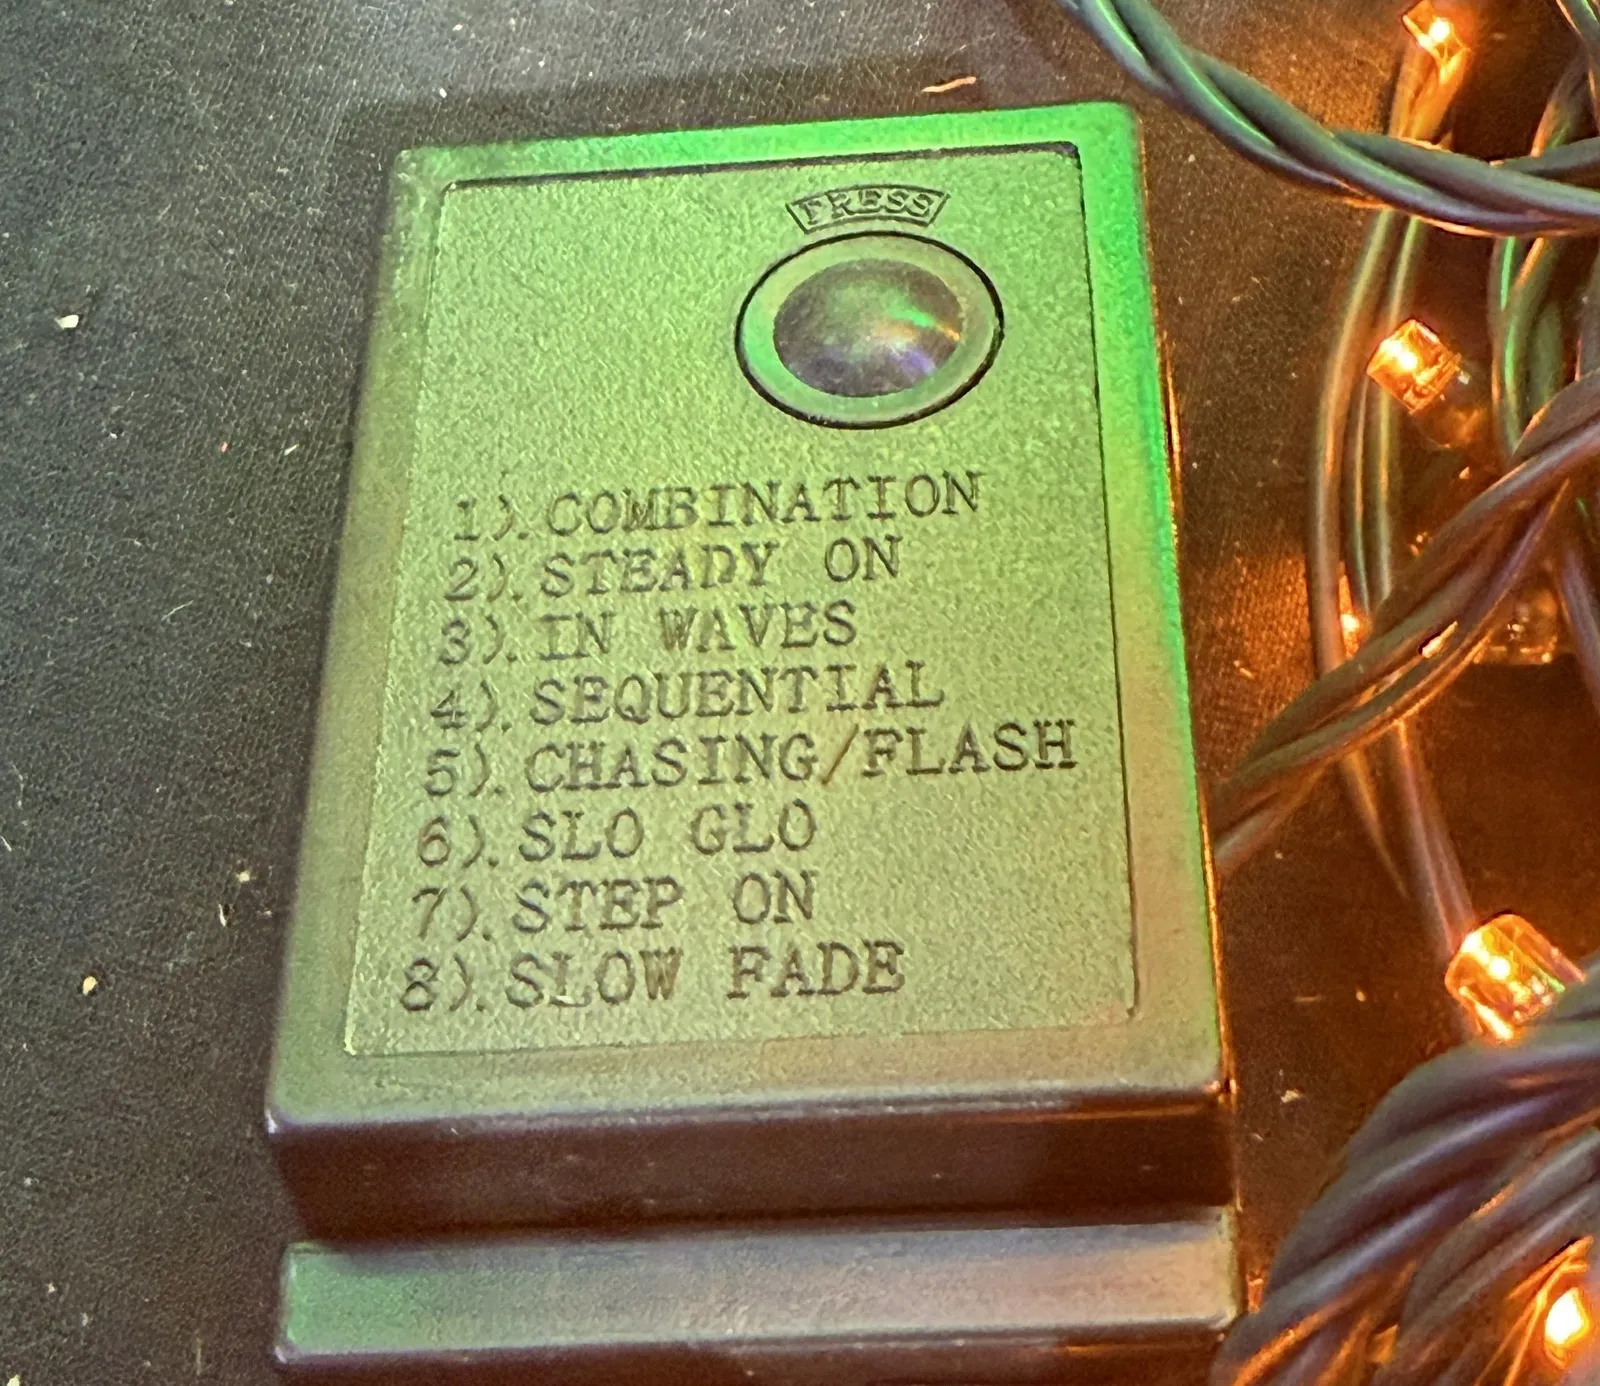 PRESS
1). COMBINATION
2). STEADY ON
3). IN WAVES
4). SEQUENTIAL
5). CHASING/FLASH
6). SLO GLO
7). STEP ON
8). SLOW FADE